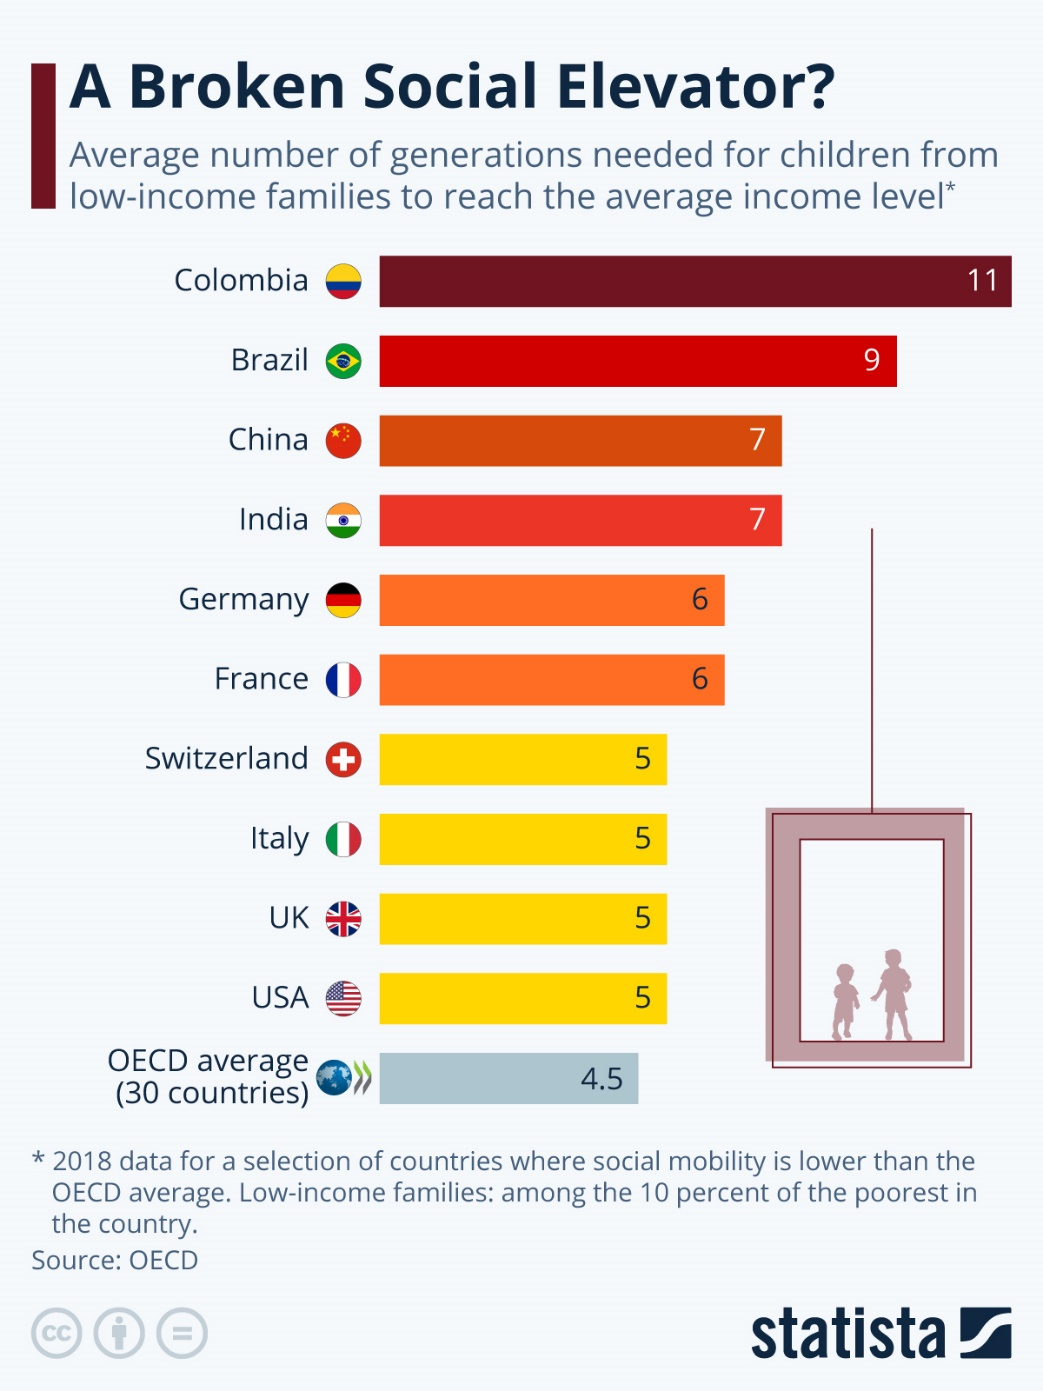 A Broken Social Elevator?
Average number of generations needed for children from
low-income families to reach the average income level*
Colombia 11
Brazil 9
China 7
India 7
Germany 6
France 6
Switzerland 5
Italy 5
UK 5
USA 5
OECD average
(30 countries) 4.5
* 2018 data for a selection of countries where social mobility is lower than the
OECD average. Low-income families: among the 10 percent of the poorest in
the country.
Source: OECD
cc
statista